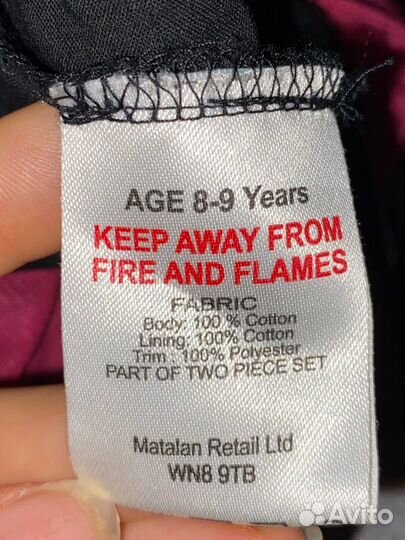 AGE 8-9 Years
KEEP AWAY FROM
FIRE AND FLAMES
FABRIC
Body: 100 % Cotton
Lining: 100% Cotton
Trim : 100% Polyester
PART OF TWO PIECE SET
Matalan Retail Ltd
WN8 9TB
Avito